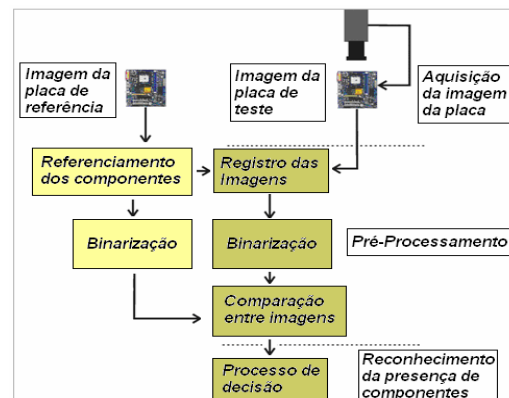 Imagem da
placa de
referência
Imagem da
placa de
teste
Aquisição
da imagem
da placa
Referenciamento
dos componentes
Registro das
Imagens
Binarização
Binarização
Pré-Processamento
Comparação
entre imagens
Processo de
decisão
Reconhecimento
da presença de
componentes